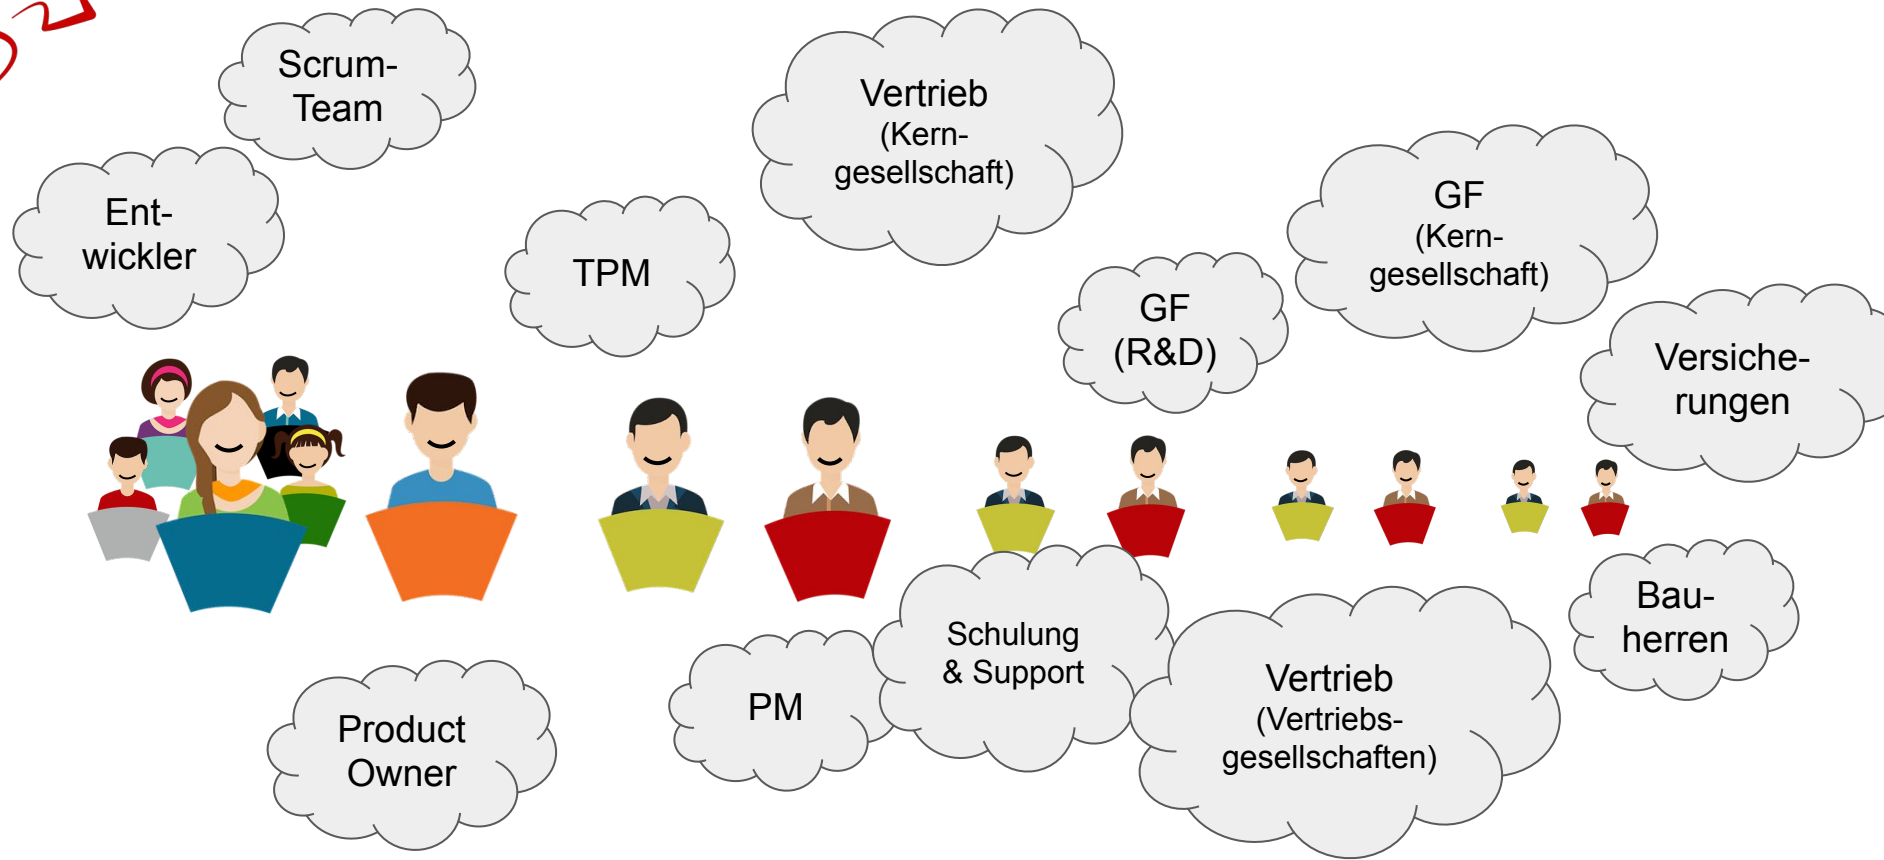 Scrum-
Team
Vertrieb
(Kern-
gesellschaft)
Ent-
wickler
TPM
GF
(Kern-
gesellschaft)
GF
(R&D)
Versiche-
rungen
Product
Owner
PM
Schulung
& Support
Vertrieb
(Vertriebs-
gesellschaften)
Bau-
herren